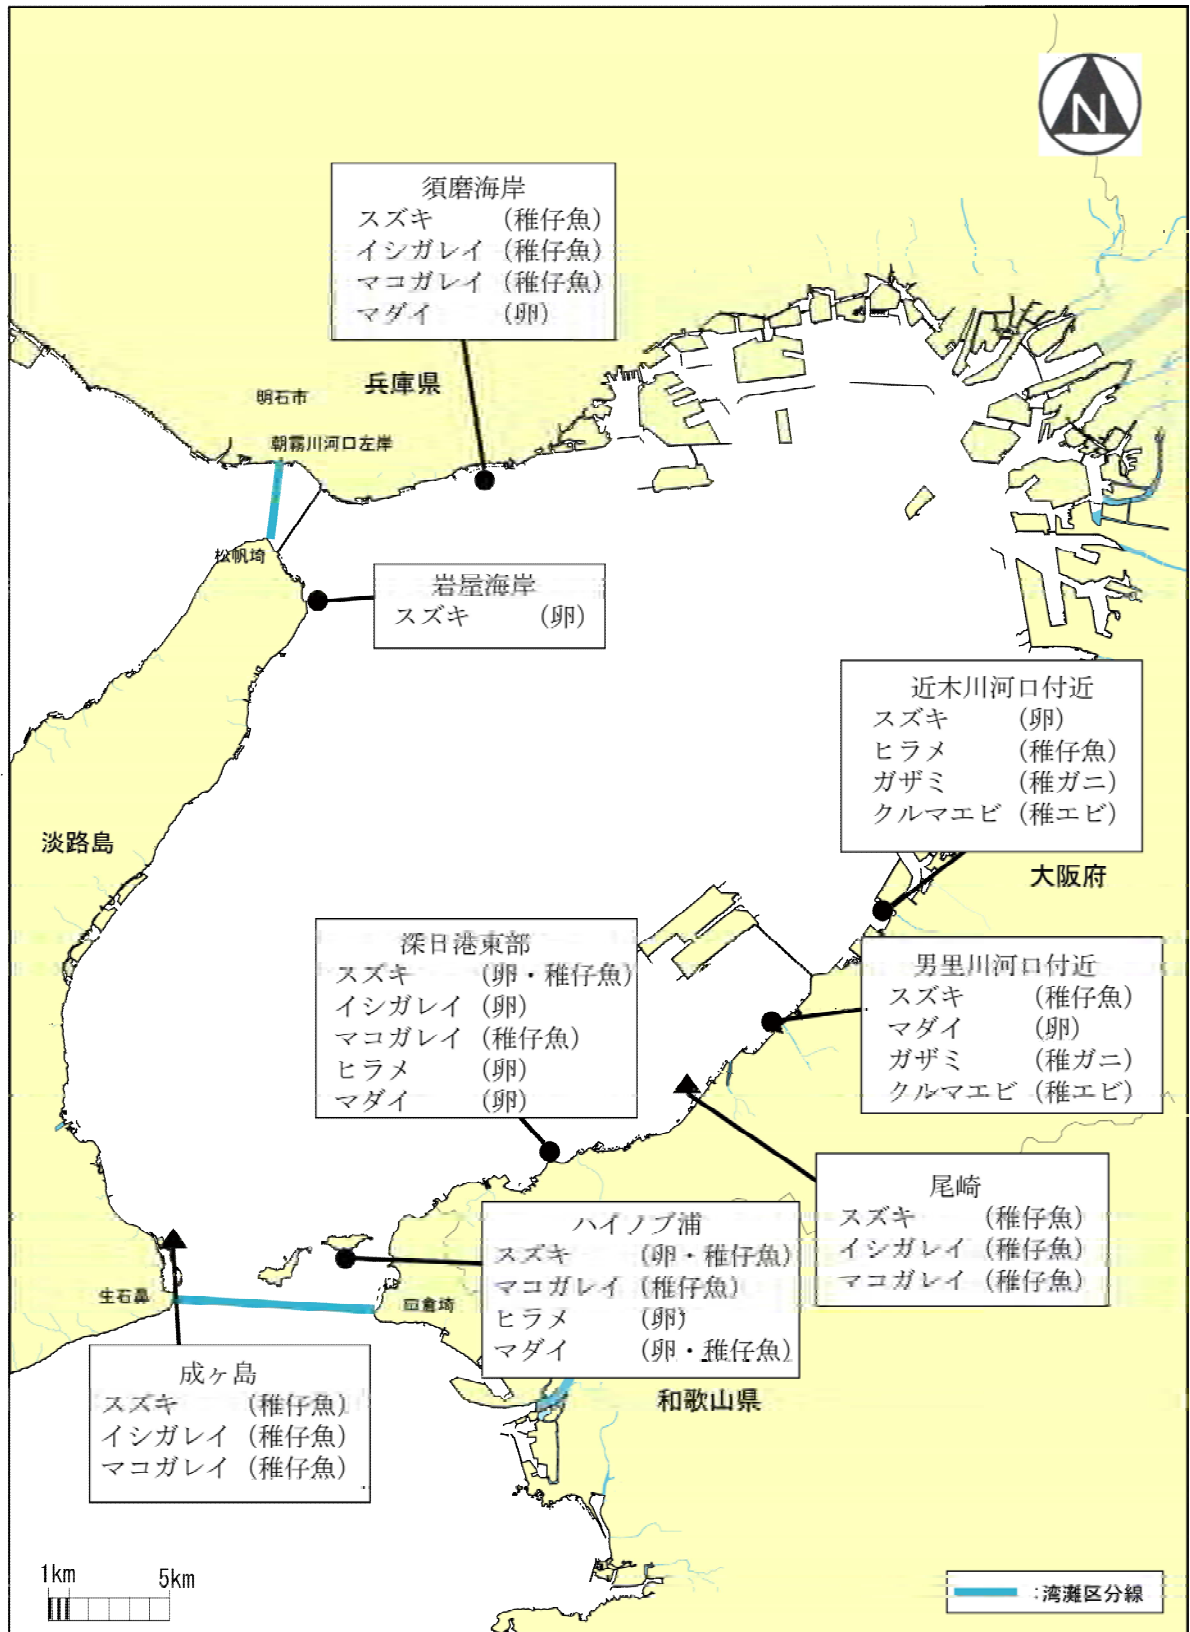 N
須磨海岸
スズキ （稚仔魚）
イシガレイ （稚仔魚）
マコガレイ （稚仔魚）
マダイ （卵）
兵庫県
明石市
朝霧川河口左岸
松帆埼
岩屋海岸
スズキ （卵）
近木川河口付近
スズキ （卵）
ヒラメ （稚仔魚）
ガザミ （稚ガニ）
クルマエビ （稚エビ）
淡路島
大阪府
深日港東部
スズキ （卵・稚仔魚）
イシガレイ （卵）
マコガレイ （稚仔魚）
ヒラメ （卵）
マダイ （卵）
男里川河口付近
スズキ （稚仔魚）
マダイ （卵）
ガザミ （稚ガニ）
クルマエビ （稚エビ）
尾崎
スズキ （稚仔魚）
イシガレイ （稚仔魚）
マコガレイ （稚仔魚）
ハイノブ浦
スズキ （卵・稚仔魚）
マコガレイ （稚仔魚）
ヒラメ （卵）
マダイ （卵・稚仔魚）
生石鼻
田倉埼
成ヶ島
スズキ （稚仔魚）
イシガレイ （稚仔魚）
マコガレイ （稚仔魚）
和歌山県
1km 5km
：湾灘区分線